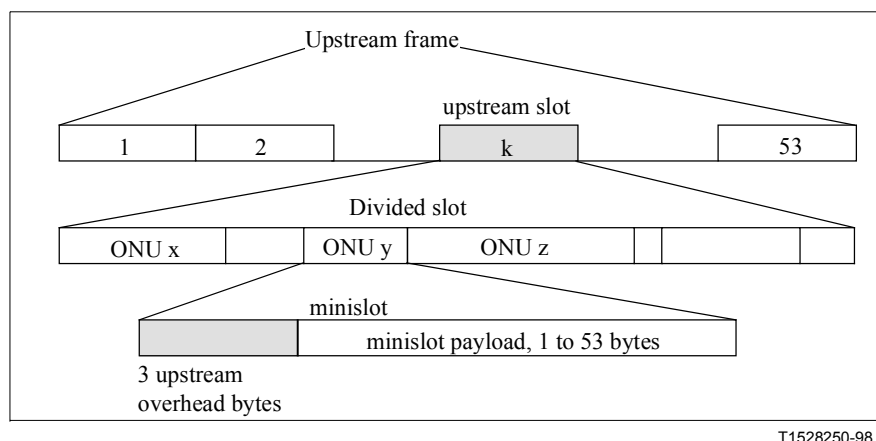 Upstream frame
upstream slot
1 2 k 53
Divided slot
ONU x ONU y ONU z
minislot
minislot payload, 1 to 53 bytes
3 upstream
overhead bytes
T1528250-98